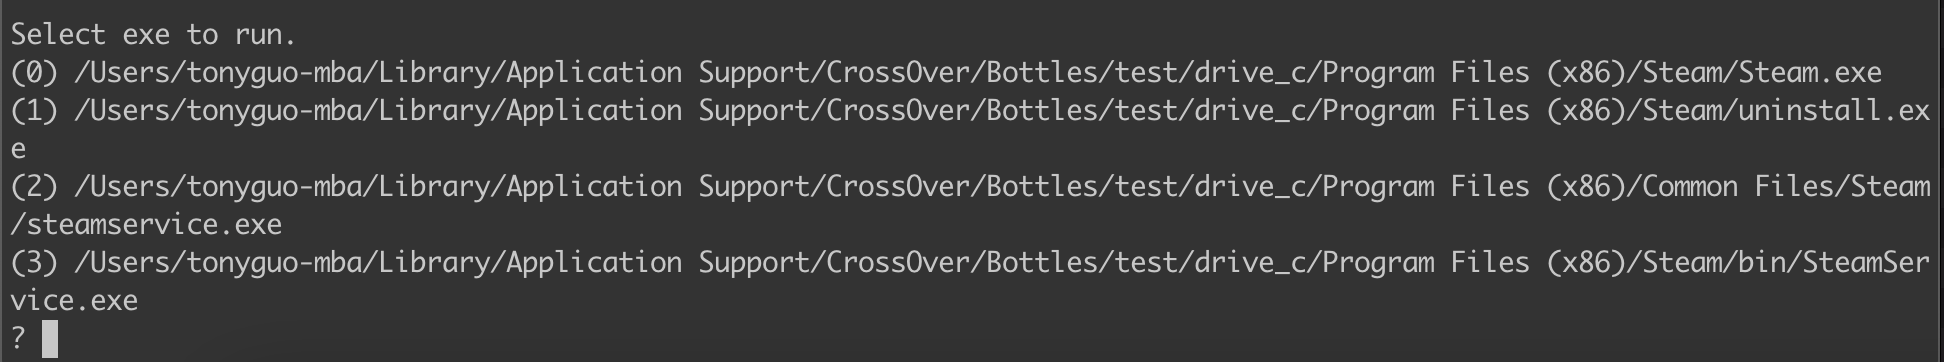 Select exe to run.
(0) /Users/tonyguo-mba/Library/Application Support/CrossOver/Bottles/test/drive_c/Program Files (x86)/Steam/Steam.exe
(1) /Users/tonyguo-mba/Library/Application Support/CrossOver/Bottles/test/drive_c/Program Files (x86)/Steam/uninstall.ex
e
(2) /Users/tonyguo-mba/Library/Application Support/CrossOver/Bottles/test/drive_c/Program Files (x86)/Common Files/Steam
/steamservice.exe
(3) /Users/tonyguo-mba/Library/Application Support/CrossOver/Bottles/test/drive_c/Program Files (x86)/Steam/bin/SteamSer
vice.exe
?